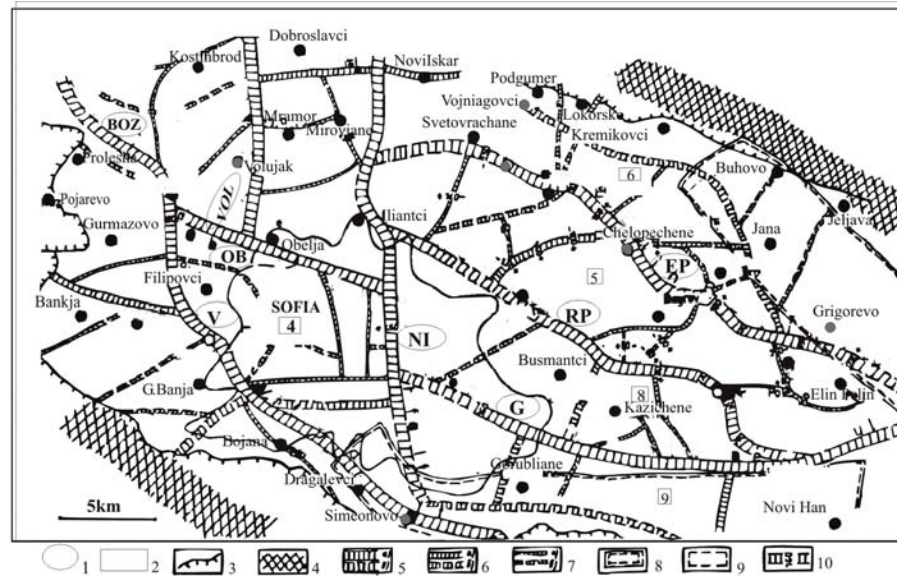 Dobroslavci
Kostinbrod
NoviIskar
Podgumer
Vojniagovci
Lokorsko
Mramor
Miroviane
Svetovrachane
Kremikovci
BOZ
Prolesha
Volujak
6
Buhovo
Pojarevo
VOL
Iliantci
Jeljava
Gurmazovo
Obelja
Chelopechene
Jana
OB
EP
Filipovci
5
Bankja
SOFIA
4
V
NI
RP
Grigorevo
Busmantci
G.Banja
8
Elin Pelin
G
Kazichene
Bojana
Gorubliane
Dragalevci
9
5km
Simeonovo
Novi Han
1 2 3 4 5 6 7 8 9 10